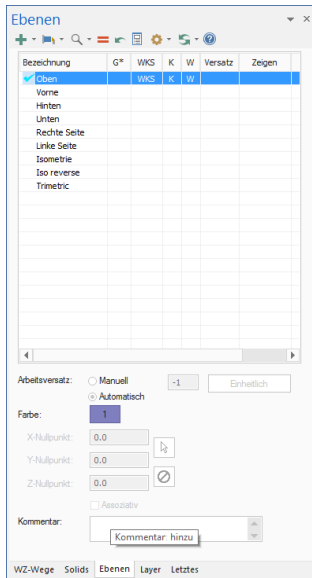 Ebenen
Bezeichnung G* WKS K W Versatz Zeigen
Oben WKS K W
Vorne
Hinten
Unten
Rechte Seite
Linke Seite
Isometrie
Iso reverse
Trimetric
Arbeitsversatz: Manuell -1 Einheitlich
Automatisch
Farbe: 1
X-Nullpunkt: 0.0
Y-Nullpunkt: 0.0
Z-Nullpunkt: 0.0
Assoziativ
Kommentar:
Kommentar hinzu
WZ-Wege Solids Ebenen Layer Letztes